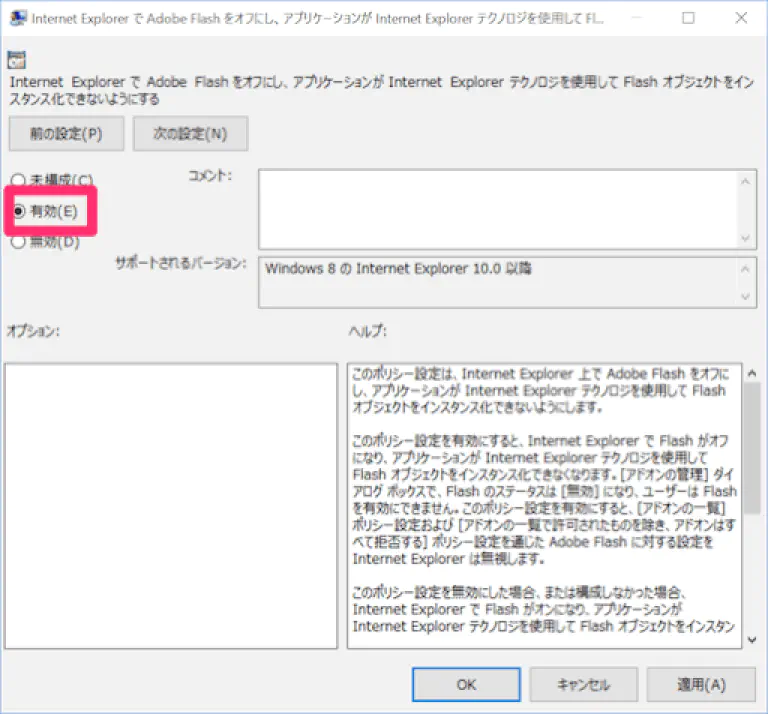 Internet Explorer で Adobe Flash をオフにし、アプリケーションが Internet Explorer テクノロジを使用して Fl...
Internet Explorer で Adobe Flash をオフにし、アプリケーションが Internet Explorer テクノロジを使用して Flash オブジェクトをイン
スタンス化できないようにする
前の設定(P)
次の設定(N)
未構成(C)
コメント:
有効(E)
無効(D)
サポートされるバージョン:
Windows 8 の Internet Explorer 10.0 以降
オプション:
ヘルプ:
このポリシー設定は、Internet Explorer 上で Adobe Flash をオフに
し、アプリケーションが Internet Explorer テクノロジを使用して Flash
オブジェクトをインスタンス化できないようにします。
このポリシー設定を有効にすると、Internet Explorer で Flash がオフ
になり、アプリケーションが Internet Explorer テクノロジを使用して
Flash オブジェクトをインスタンス化できなくなります。[アドオンの管理] ダイ
アログ ボックスで、Flash のステータスは [無効] になり、ユーザーは Flash
を有効にできません。このポリシー設定を有効にすると、[アドオンの一覧]
ポリシー設定および [アドオンの一覧で許可されたものを除き、アドオンはす
べて拒否する] ポリシー設定を通じた Adobe Flash に対する設定を
Internet Explorer は無視します。
このポリシー設定を無効にした場合、または構成しなかった場合、
Internet Explorer で Flash がオンになり、アプリケーションが
Internet Explorer テクノロジを使用して Flash オブジェクトをインスタン
OK
キャンセル
適用(A)